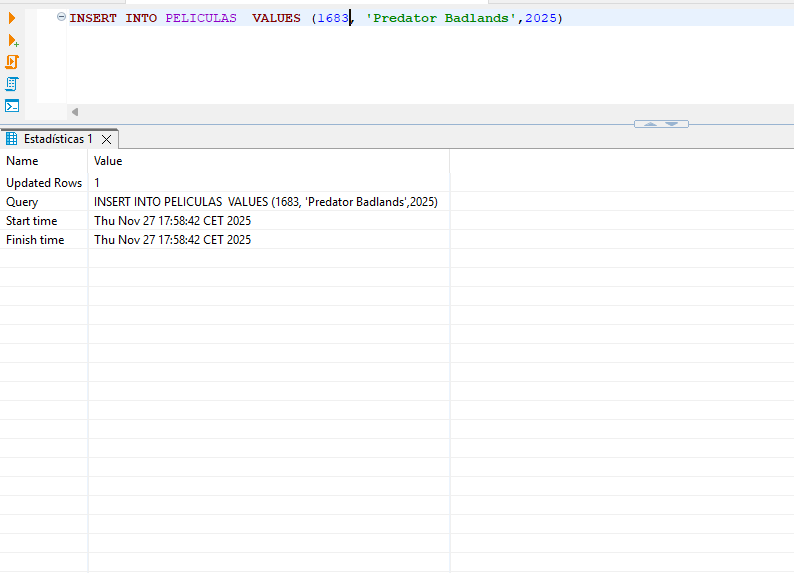 INSERT INTO PELICULAS  VALUES (1683, 'Predator Badlands',2025)
Estadísticas 1
Name Value
Updated Rows 1
Query INSERT INTO PELICULAS  VALUES (1683, 'Predator Badlands',2025)
Start time Thu Nov 27 17:58:42 CET 2025
Finish time Thu Nov 27 17:58:42 CET 2025